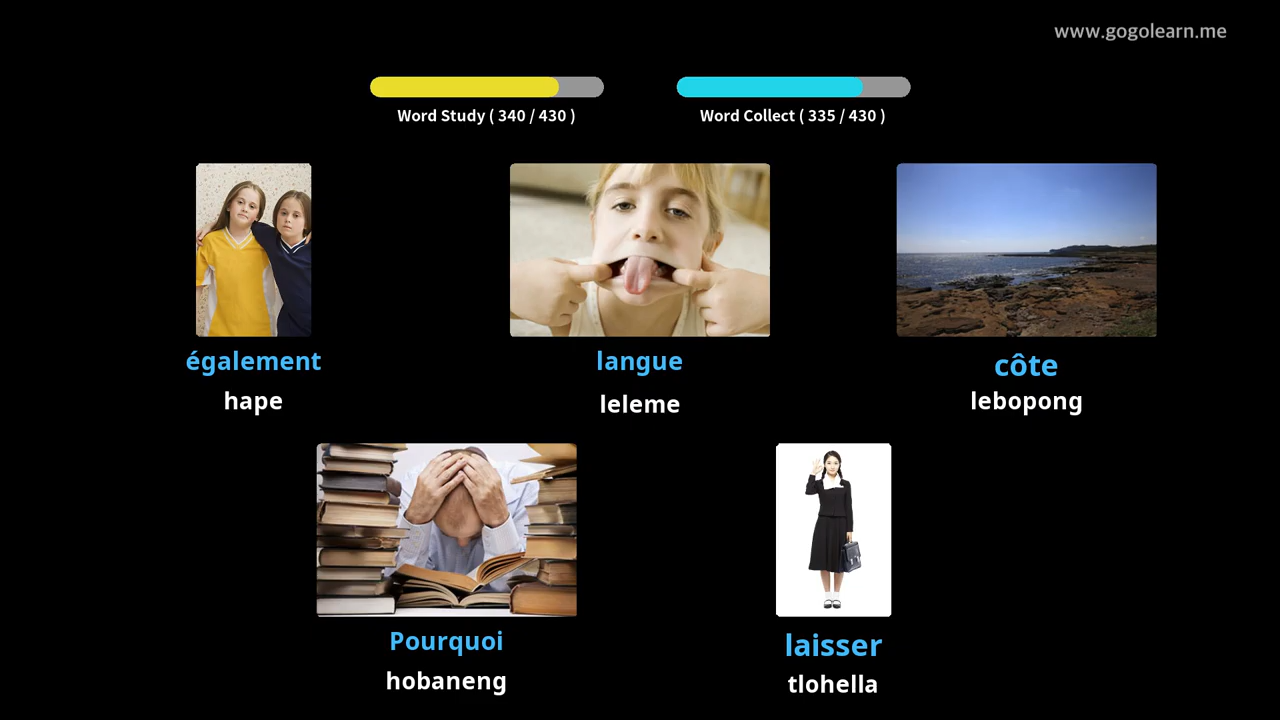 www.gogolearn.me
Word Study ( 340 / 430 )
Word Collect ( 335 / 430 )
également
hape
langue
leleme
côte
lebopong
Pourquoi
hobaneng
laisser
tlohella